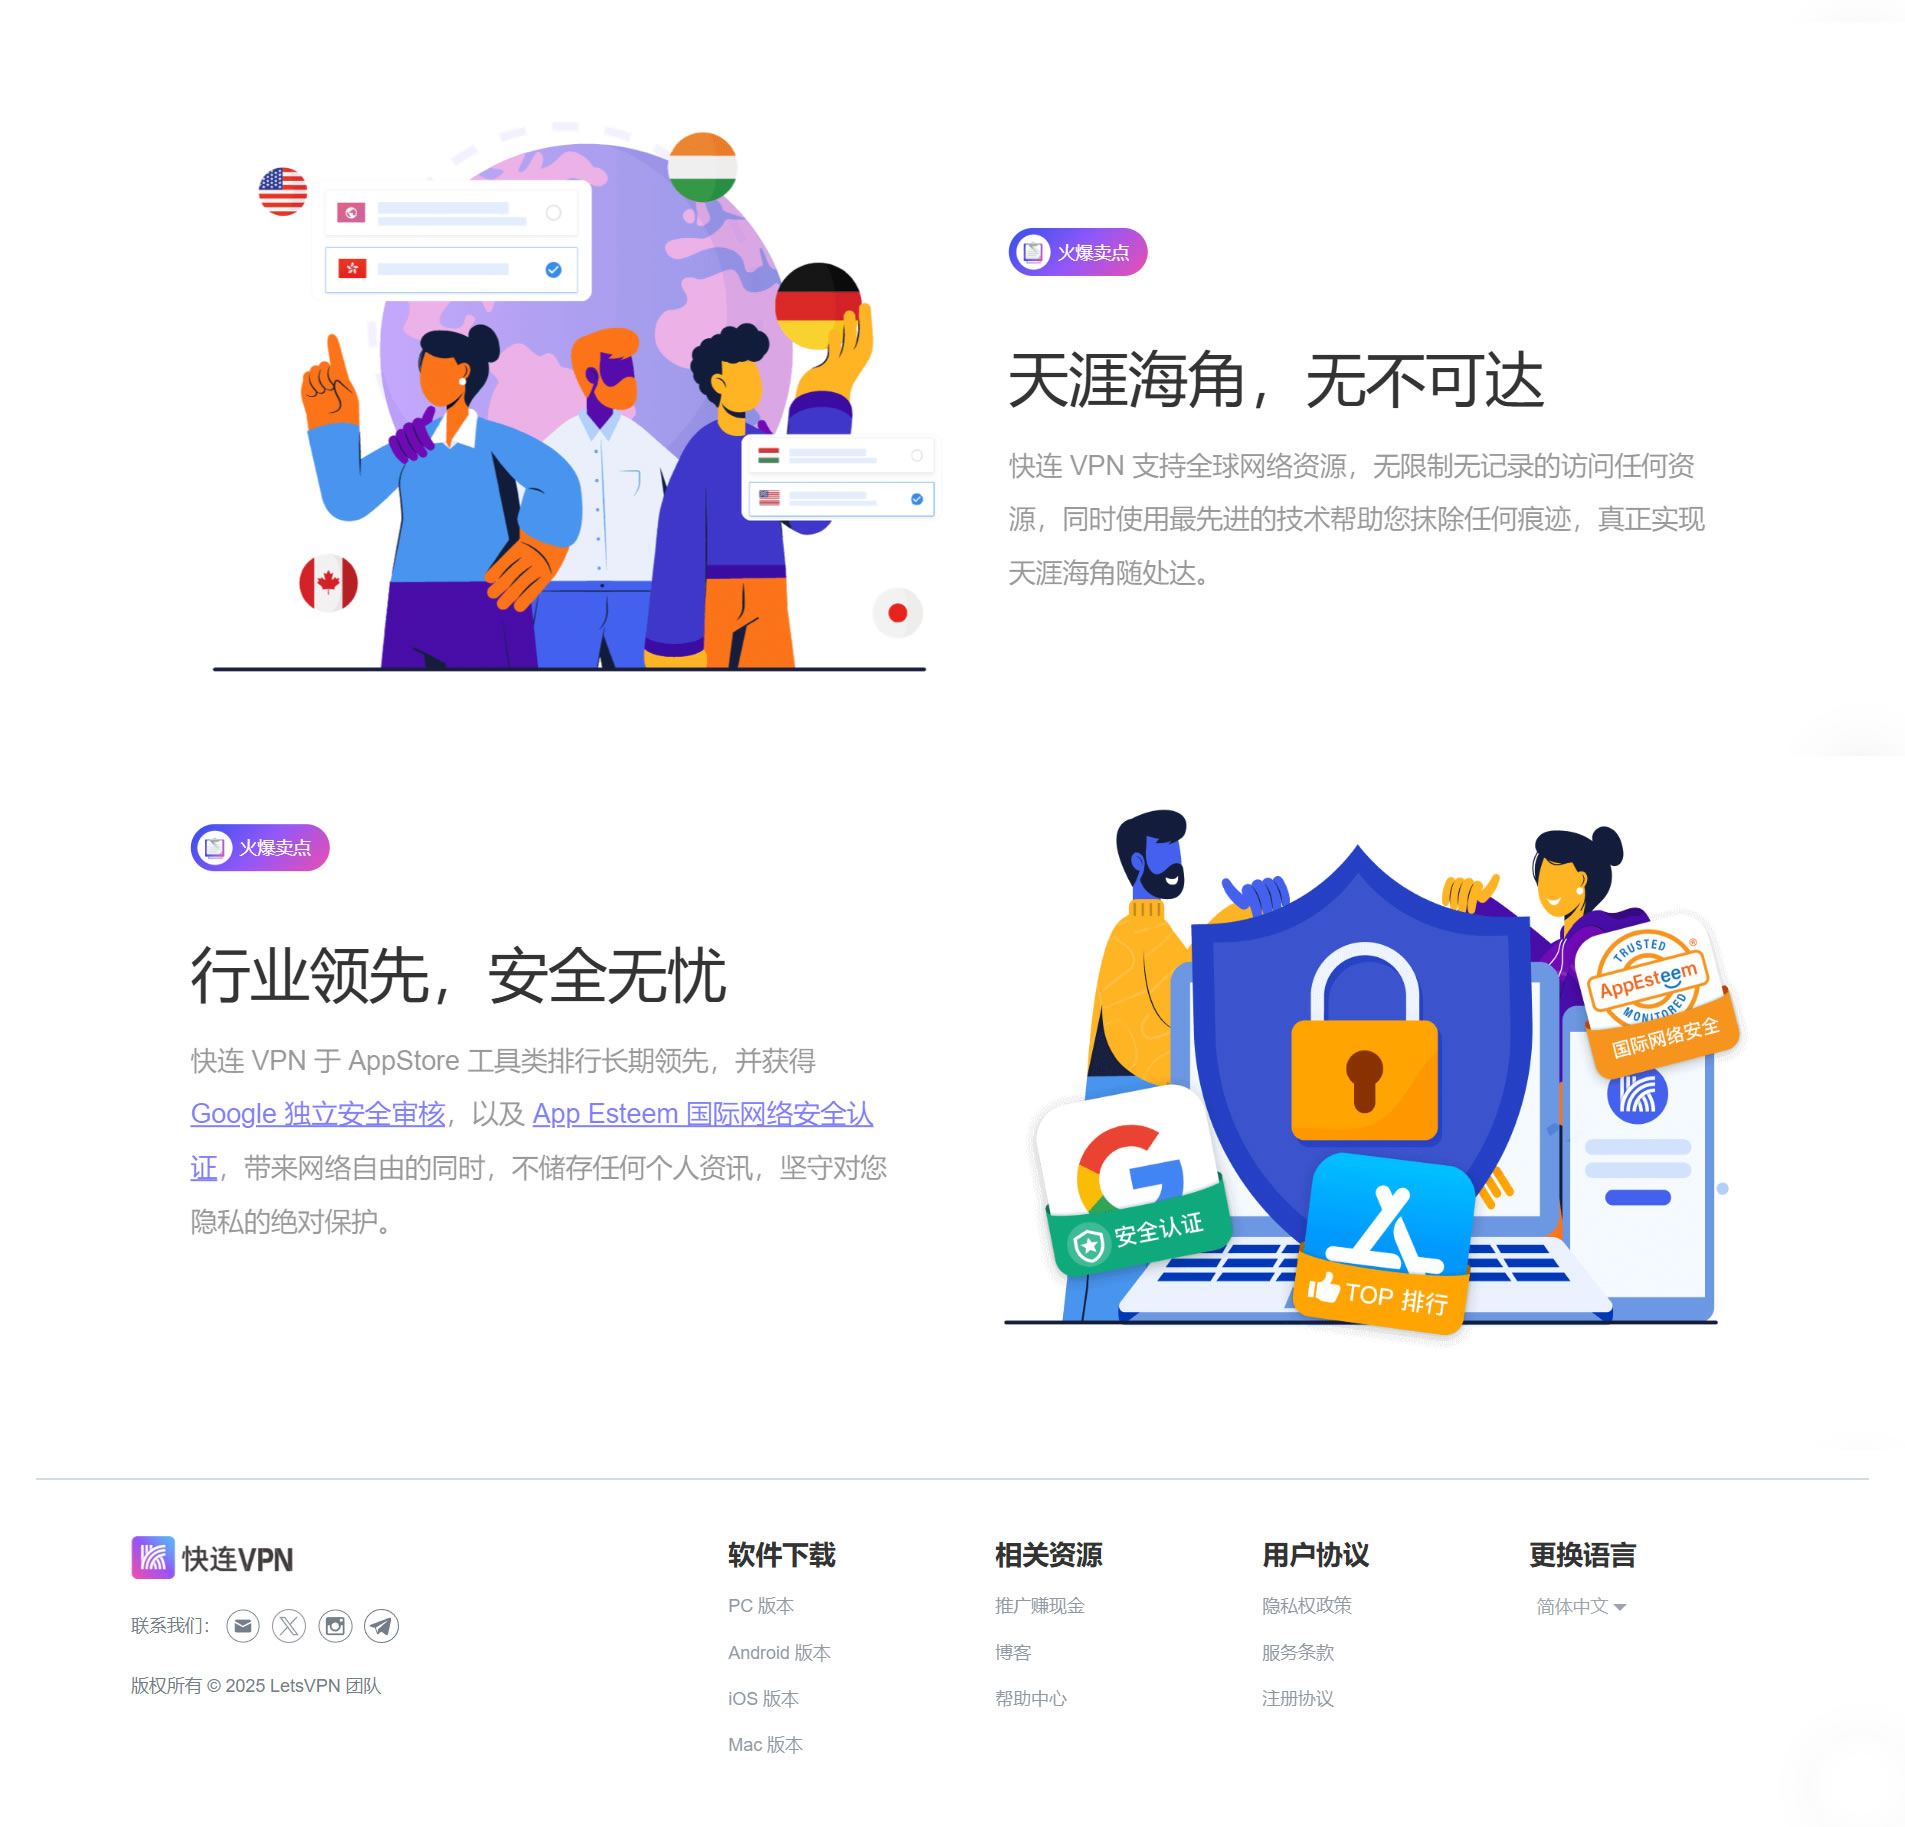 火爆卖点
天涯海角，无不可达
快连 VPN 支持全球网络资源，无限制无记录的访问任何资
源，同时使用最先进的技术帮助您抹除任何痕迹，真正实现
天涯海角随处达。
火爆卖点
行业领先，安全无忧
快连 VPN 于 AppStore 工具类排行长期领先，并获得
Google 独立安全审核，以及 App Esteem 国际网络安全认
证，带来网络自由的同时，不储存任何个人资讯，坚守对您
隐私的绝对保护。
TRUSTED
AppEsteem
®
MONITORED
国际网络安全
安全认证
TOP 排行
快连VPN
联系我们：
版权所有 © 2025 LetsVPN 团队
软件下载
PC 版本
Android 版本
iOS 版本
Mac 版本
相关资源
推广赚现金
博客
帮助中心
用户协议
隐私权政策
服务条款
注册协议
更换语言
简体中文